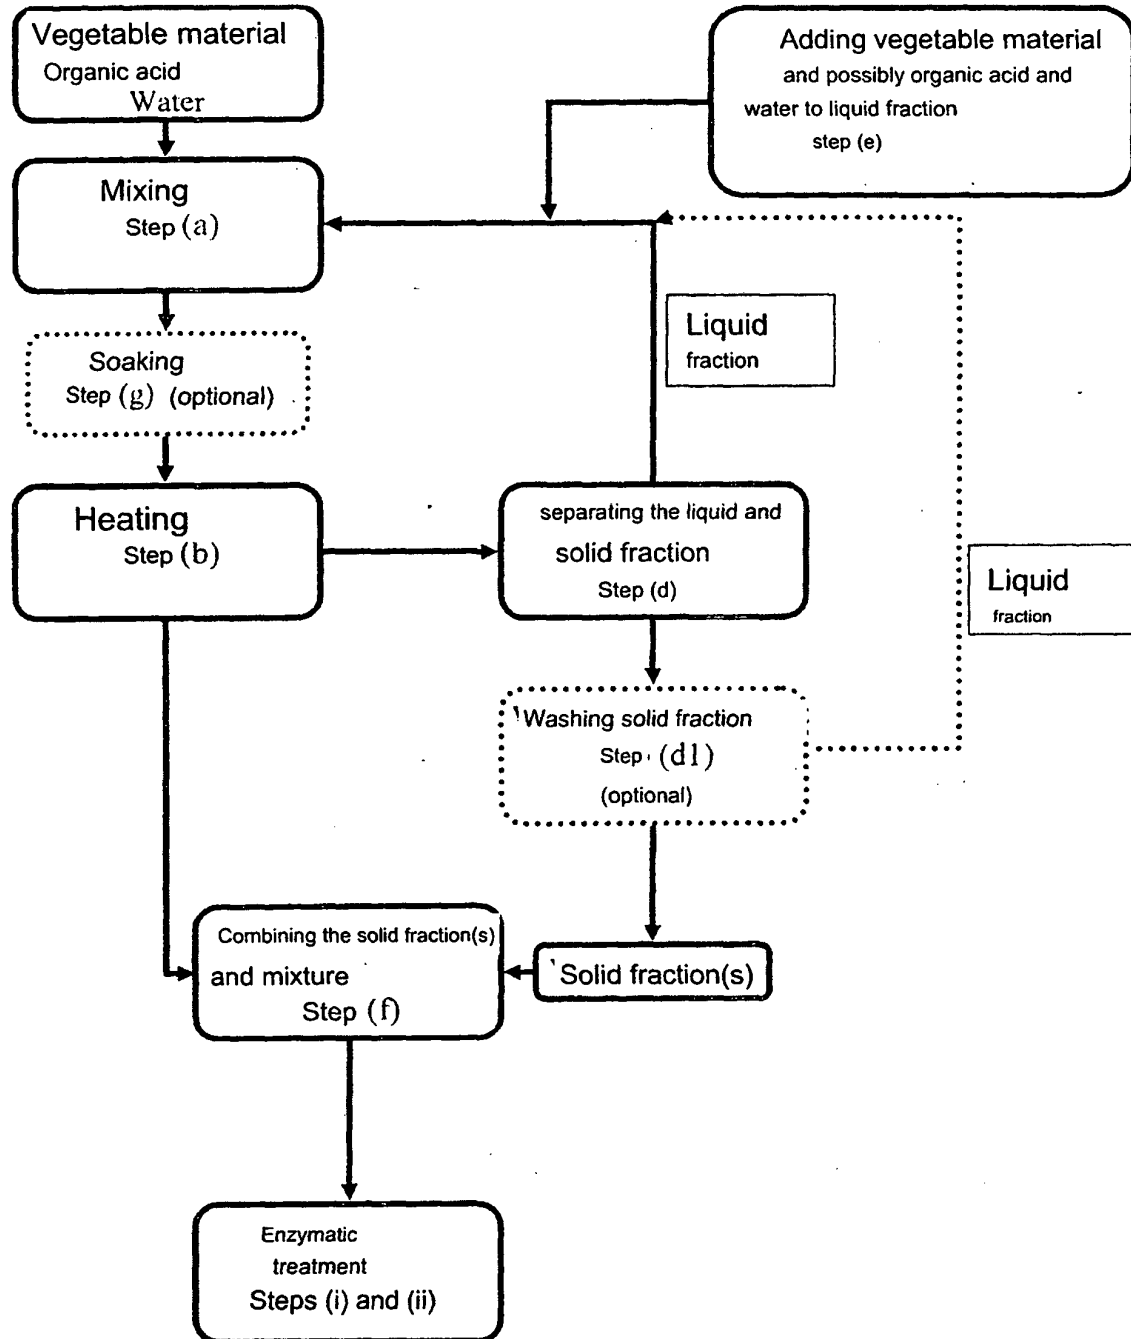 Vegetable material
Organic acid
Water
Adding vegetable material
and possibly organic acid and
water to liquid fraction
step (e)
Mixing
Step (a)
Liquid
fraction
Soaking
Step (g) (optional)
Heating
Step (b)
separating the liquid and
solid fraction
Step (d)
Liquid
fraction
Washing solid fraction
Step (d1)
(optional)
Combining the solid fraction(s)
and mixture
Step (f)
Solid fraction(s)
Enzymatic
treatment
Steps (i) and (ii)